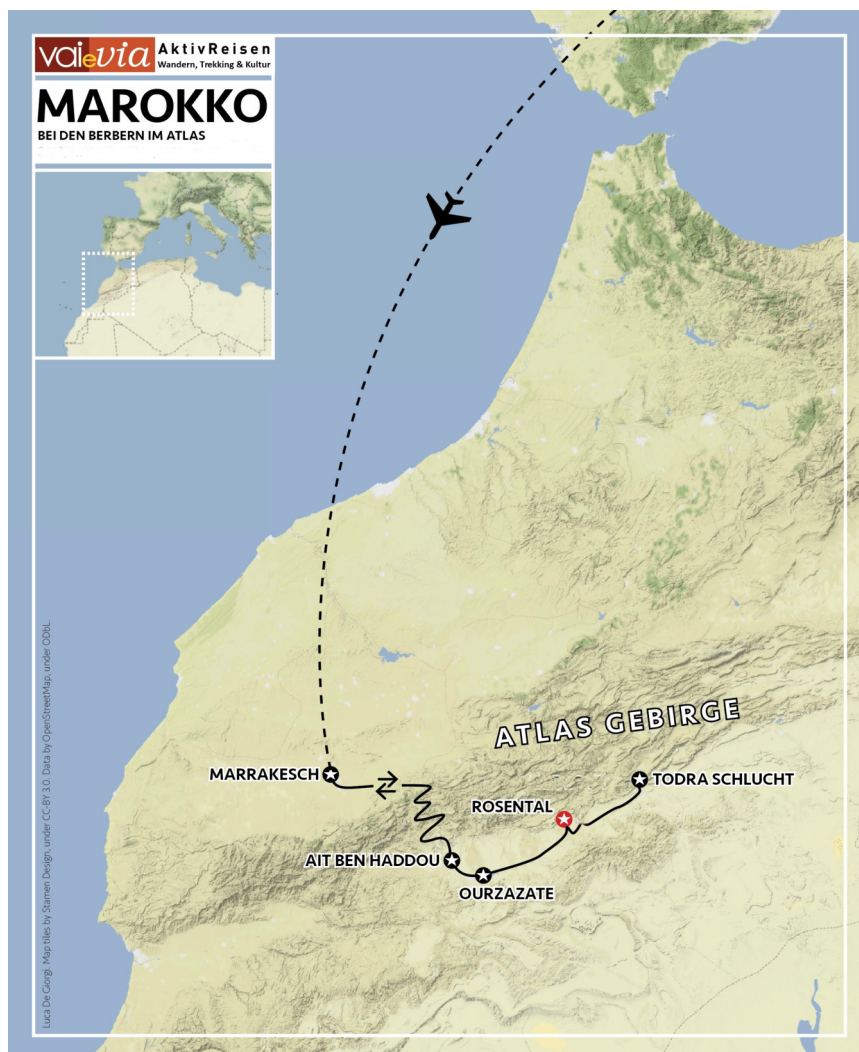 vaievia AktivReisen
Wandern, Trekking & Kultur
MAROKKO
BEI DEN BERBERN IM ATLAS
ATLAS GEBIRGE
MARRAKESCH
TODRA SCHLUCHT
ROSENTAL
AIT BEN HADDOU
OURZAZATE
Luca De Giorgi. Map tiles by Stamen Design, under CC-BY 3.0. Data by OpenStreetMap, under ODbL.